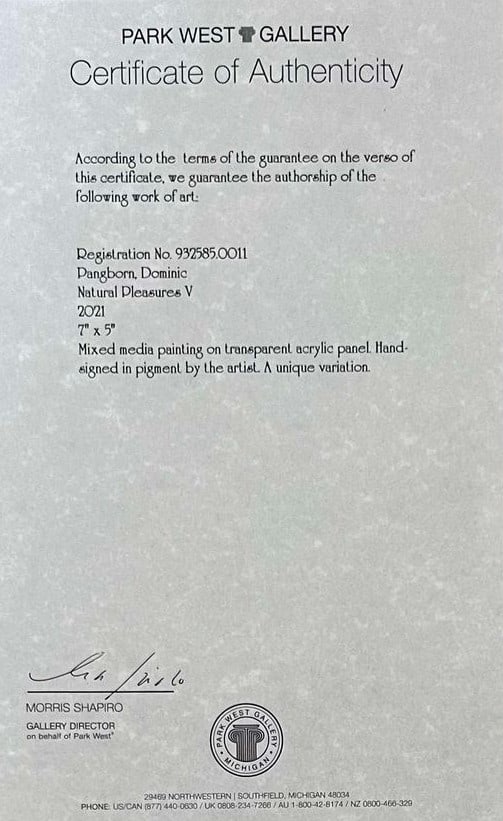 PARK WEST GALLERY
Certificate of Authenticity
According to the terms of the guarantee on the verso of
this certificate, we guarantee the authorship of the
following work of art:
Registration No. 932585.0011
Pangborn, Dominic
Natural Pleasures V
2021
7" x 5"
Mixed media painting on transparent acrylic panel. Hand-
signed in pigment by the artist. A unique variation.
MORRIS SHAPIRO
GALLERY DIRECTOR
on behalf of Park West®
PARK WEST GALLERY
• MICHIGAN •
29469 NORTHWESTERN | SOUTHFIELD, MICHIGAN 48034
PHONE: US/CAN (877) 440-0630 / UK 0808-234-7266 / AU 1-800-42-8174 / NZ 0800-466-329